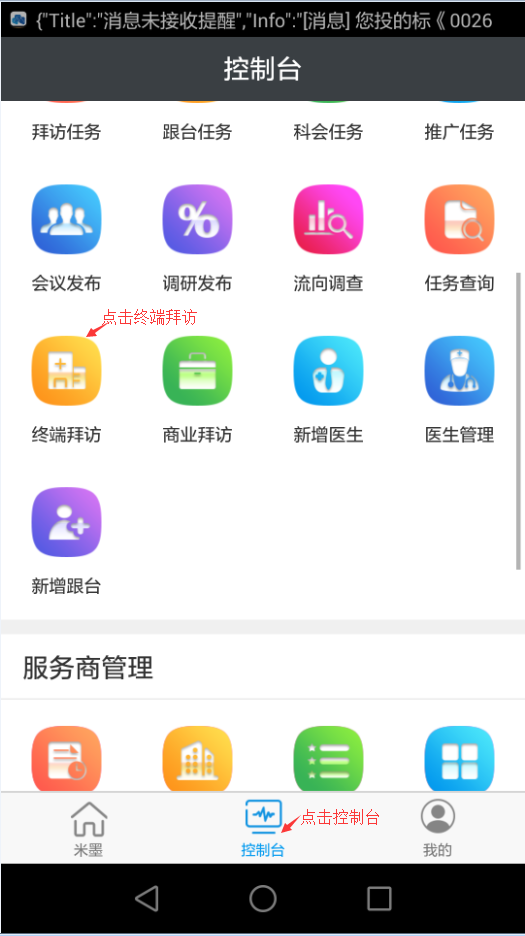 {"Title":"消息未接收提醒","Info":"[消息] 您投的标《 0026
控制台
拜访任务 跟台任务 科会任务 推广任务
会议发布 调研发布 流向调查 任务查询
点击终端拜访
终端拜访 商业拜访 新增医生 医生管理
新增跟台
服务商管理
点击控制台
米墨 控制台 我的